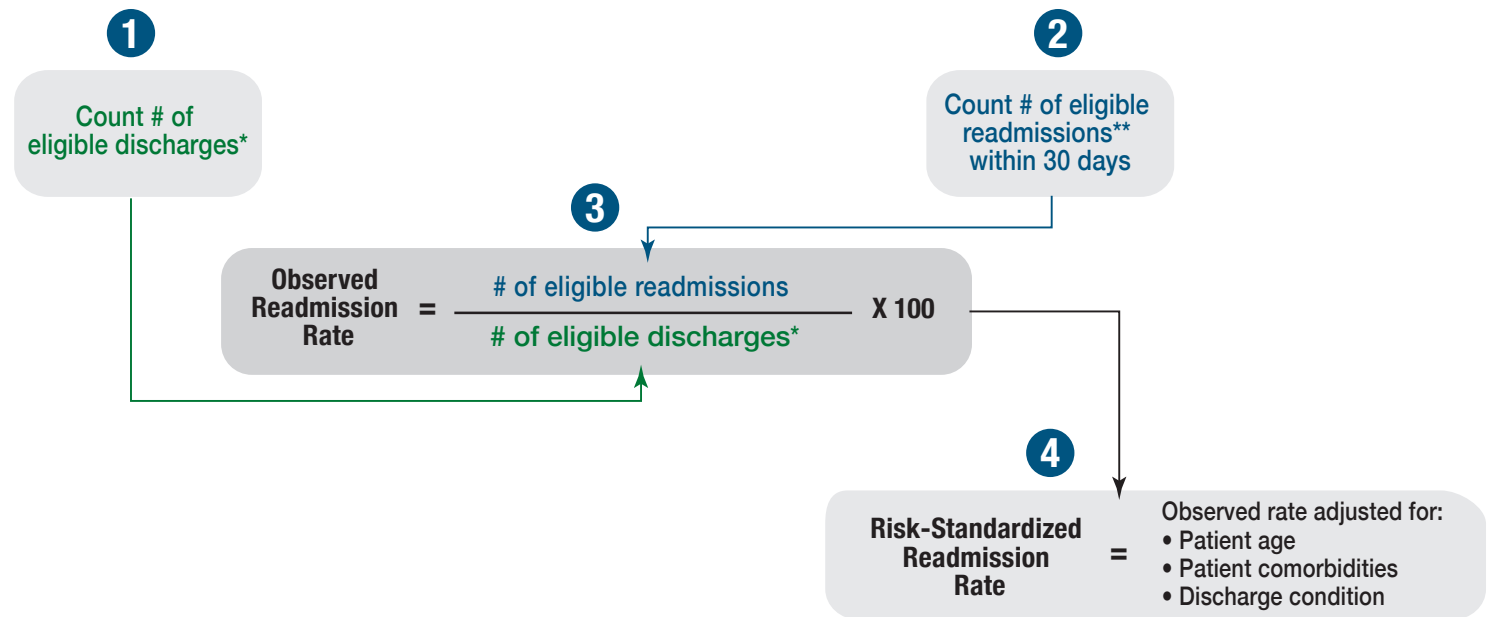 1
Count # of
eligible discharges*
2
Count # of eligible
readmissions**
within 30 days
3
Observed
Readmission
Rate
=
# of eligible readmissions
# of eligible discharges*
X 100
4
Risk-Standardized
Readmission
Rate
=
Observed rate adjusted for:
• Patient age
• Patient comorbidities
• Discharge condition